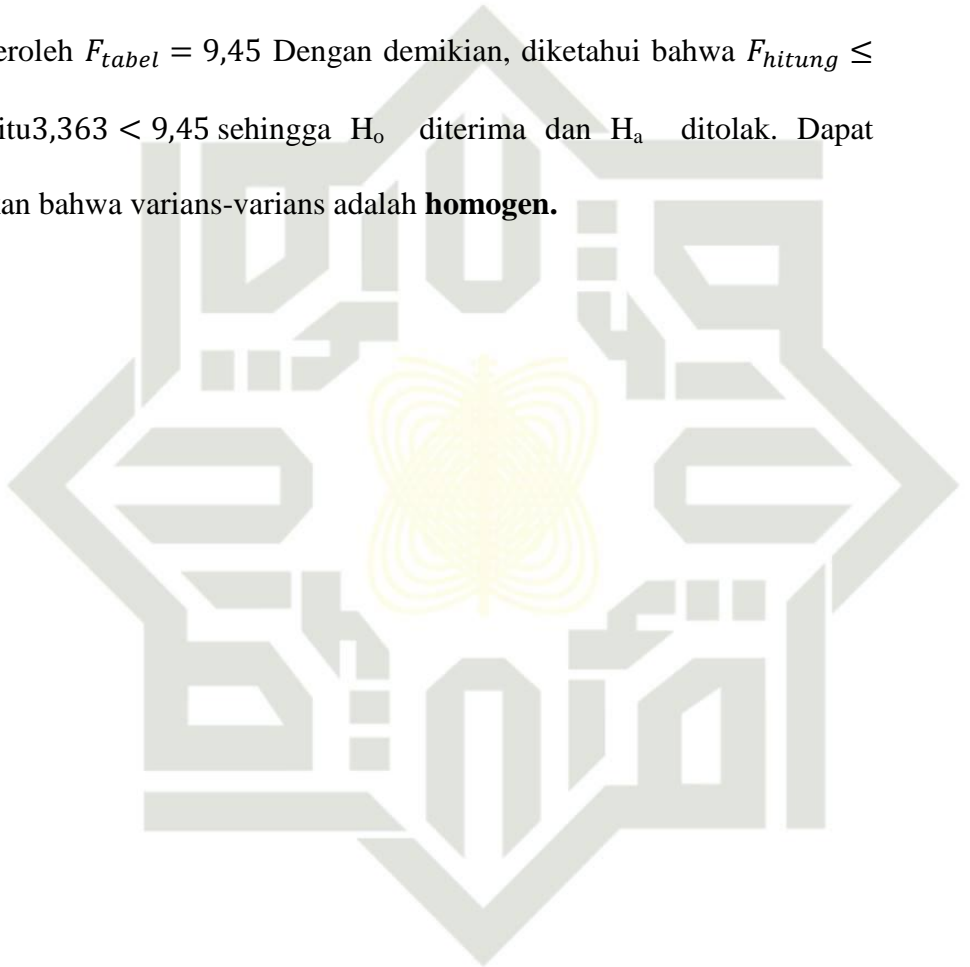 eroleh F_tabel = 9,45 Dengan demikian, diketahui bahwa F_hitung ≤
itu3,363 < 9,45 sehingga H_o diterima dan H_a ditolak. Dapat
an bahwa varians-varians adalah homogen.